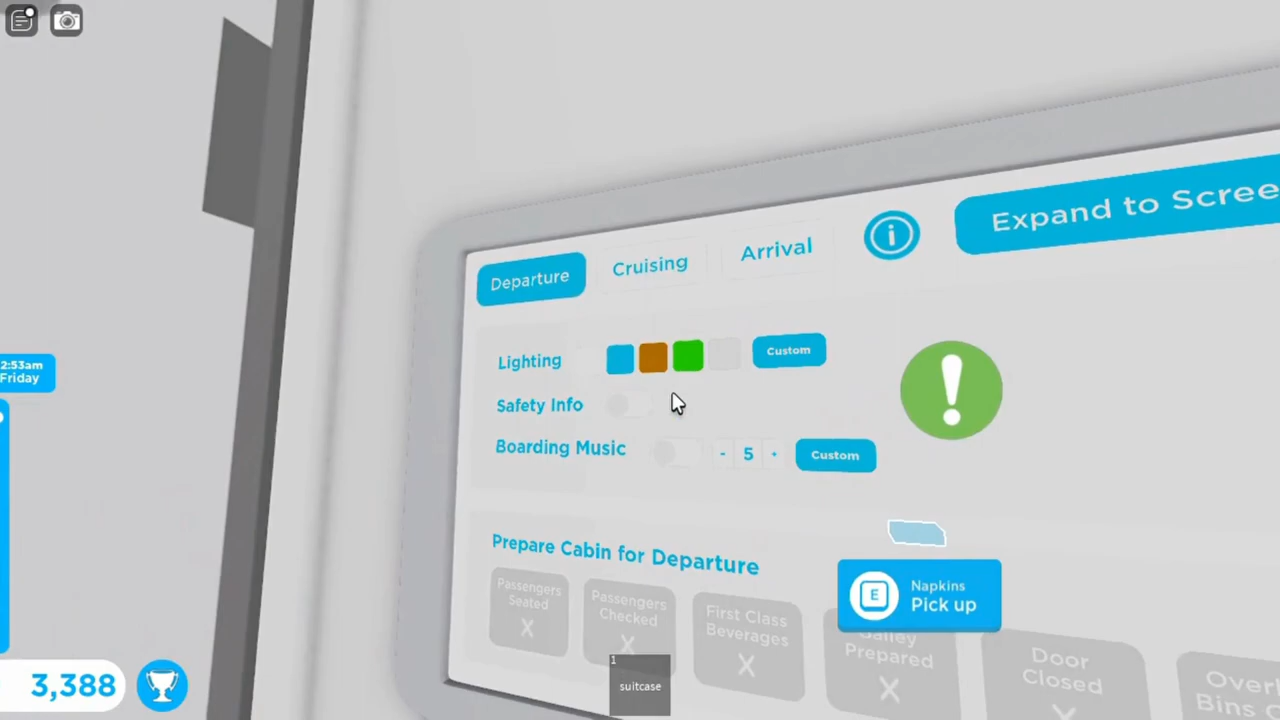 Departure
Cruising
Arrival
i
Expand to Scree
Lighting
Custom
Safety Info
Boarding Music
- 5 +
Custom
!
Prepare Cabin for Departure
Passengers
Seated
X
Passengers
Checked
X
First Class
Beverages
X
Galley
Prepared
X
Door
Closed
X
Overh
Bins C
E
Napkins
Pick up
2:53am
Friday
3,388
1
suitcase